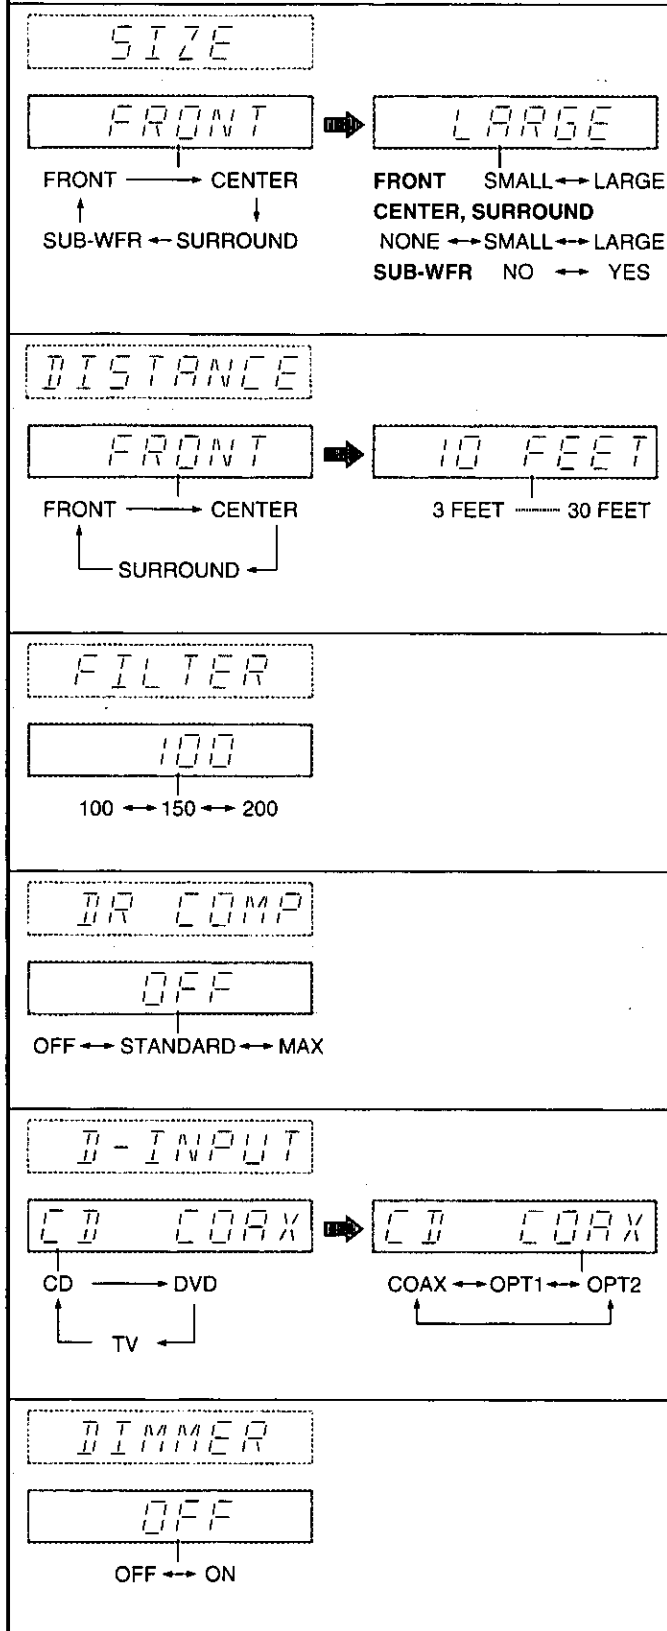 SIZE
FRONT LARGE
FRONT CENTER FRONT SMALL LARGE
CENTER, SURROUND
SUB-WFR SURROUND NONE SMALL LARGE
SUB-WFR NO YES
DISTANCE
FRONT 10 FEET
FRONT CENTER 3 FEET 30 FEET
SURROUND
FILTER
100
100 150 200
DR COMP
OFF
OFF STANDARD MAX
D-INPUT
CD COAX CD COAX
CD DVD COAX OPT1 OPT2
TV
DIMMER
OFF
OFF ON